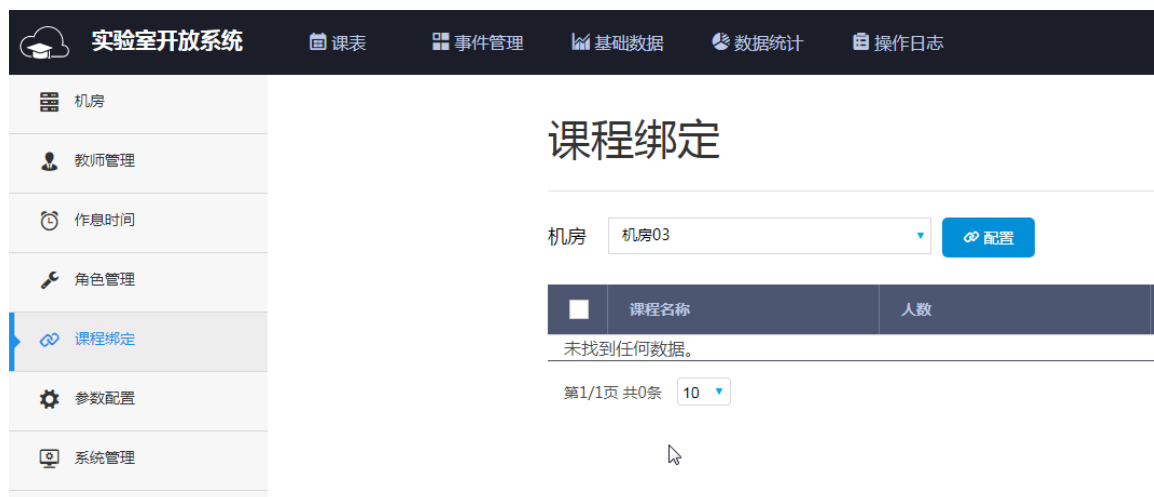 实验室开放系统 课表 事件管理 基础数据 数据统计 操作日志
机房
教师管理
作息时间
角色管理
课程绑定
参数配置
系统管理
课程绑定
机房 机房03 配置
课程名称 人数
未找到任何数据。
第1/1页 共0条 10